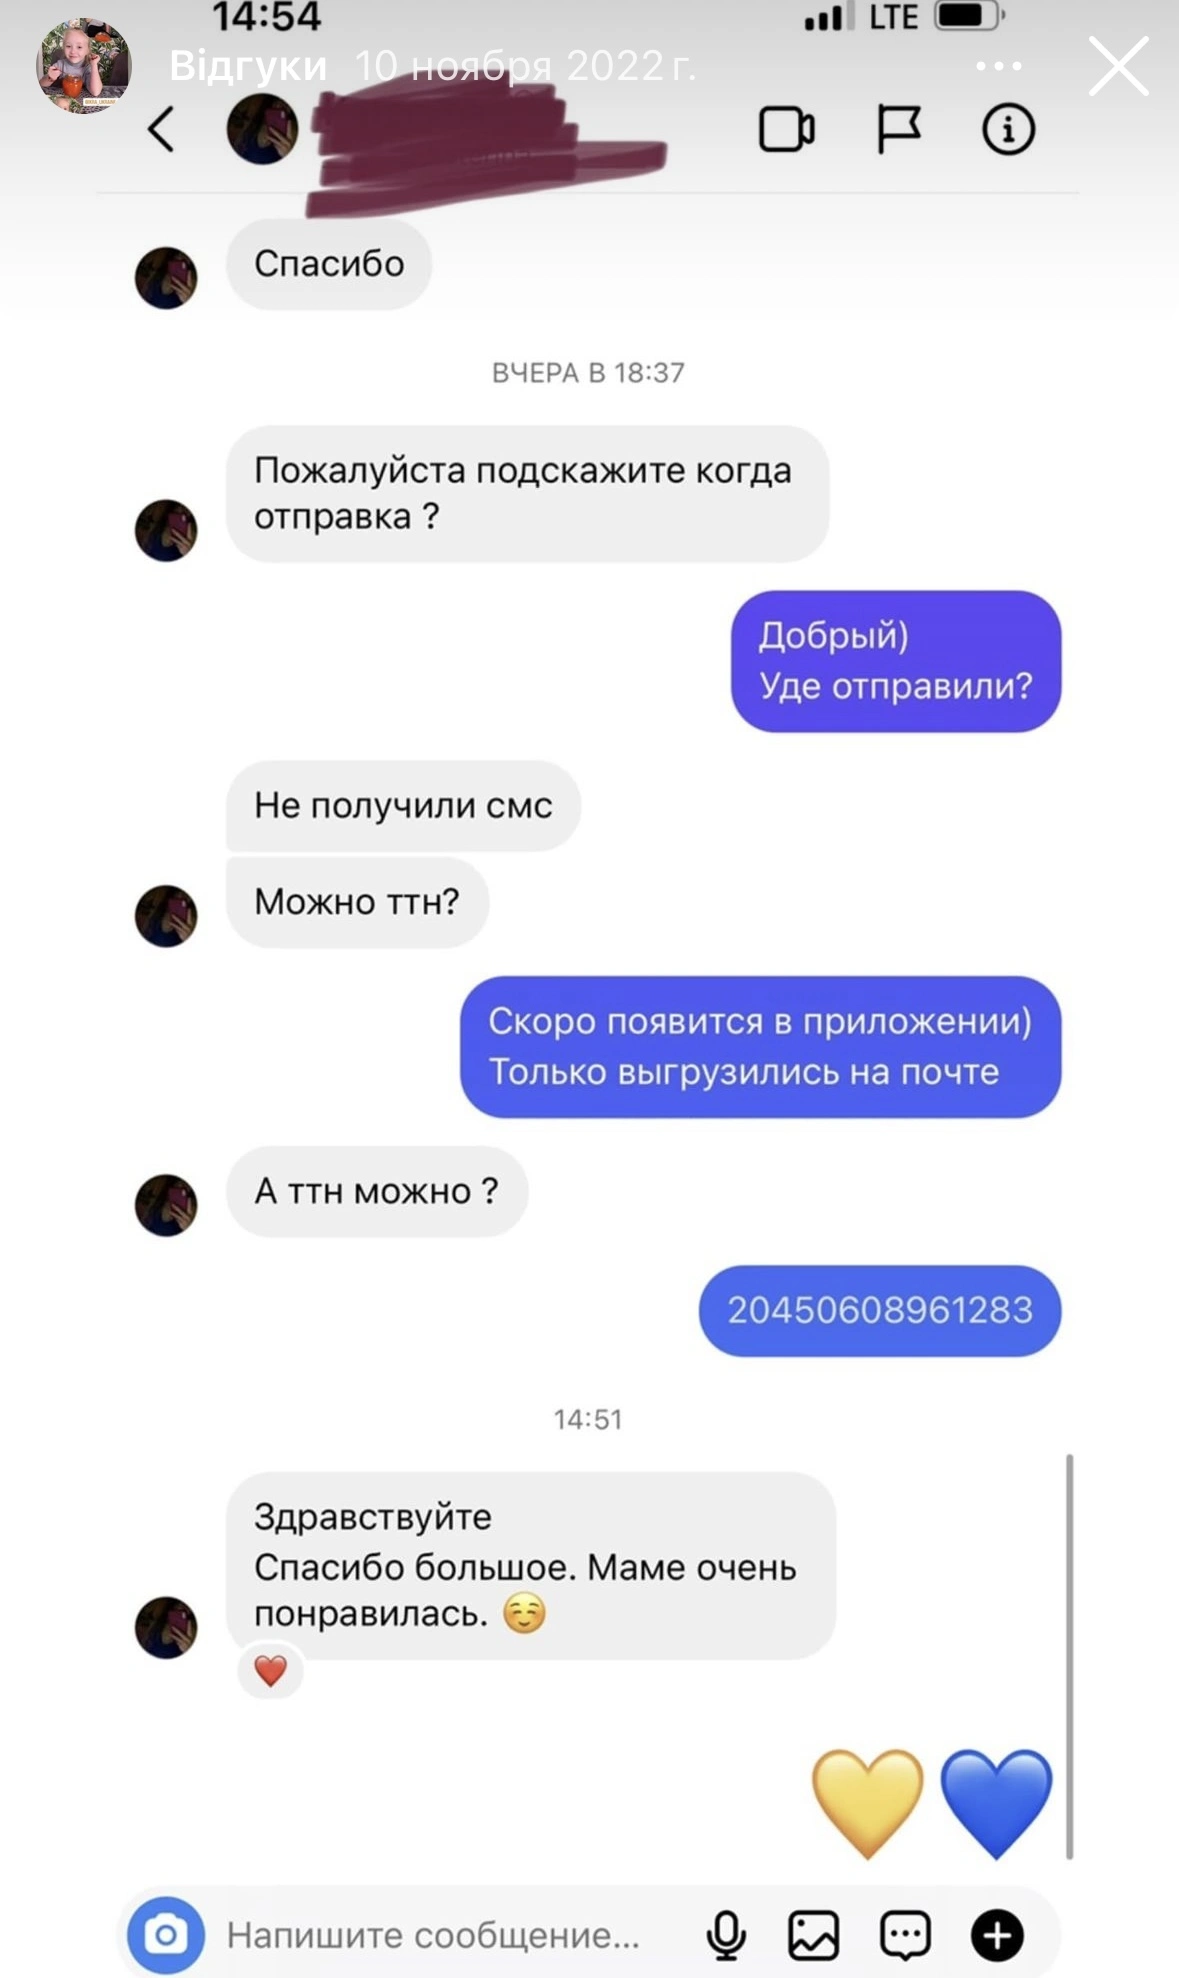 14:54
LTE
Відгуки 10 ноября 2022 г.
Спасибо
ВЧЕРА В 18:37
Пожалуйста подскажите когда
отправка ?
Добрый)
Уде отправили?
Не получили смс
Можно ттн?
Скоро появится в приложении)
Только выгрузились на почте
А ттн можно ?
20450608961283
14:51
Здравствуйте
Спасибо большое. Маме очень
понравилась. ☺️
❤️
💛💙
Напишите сообщение...